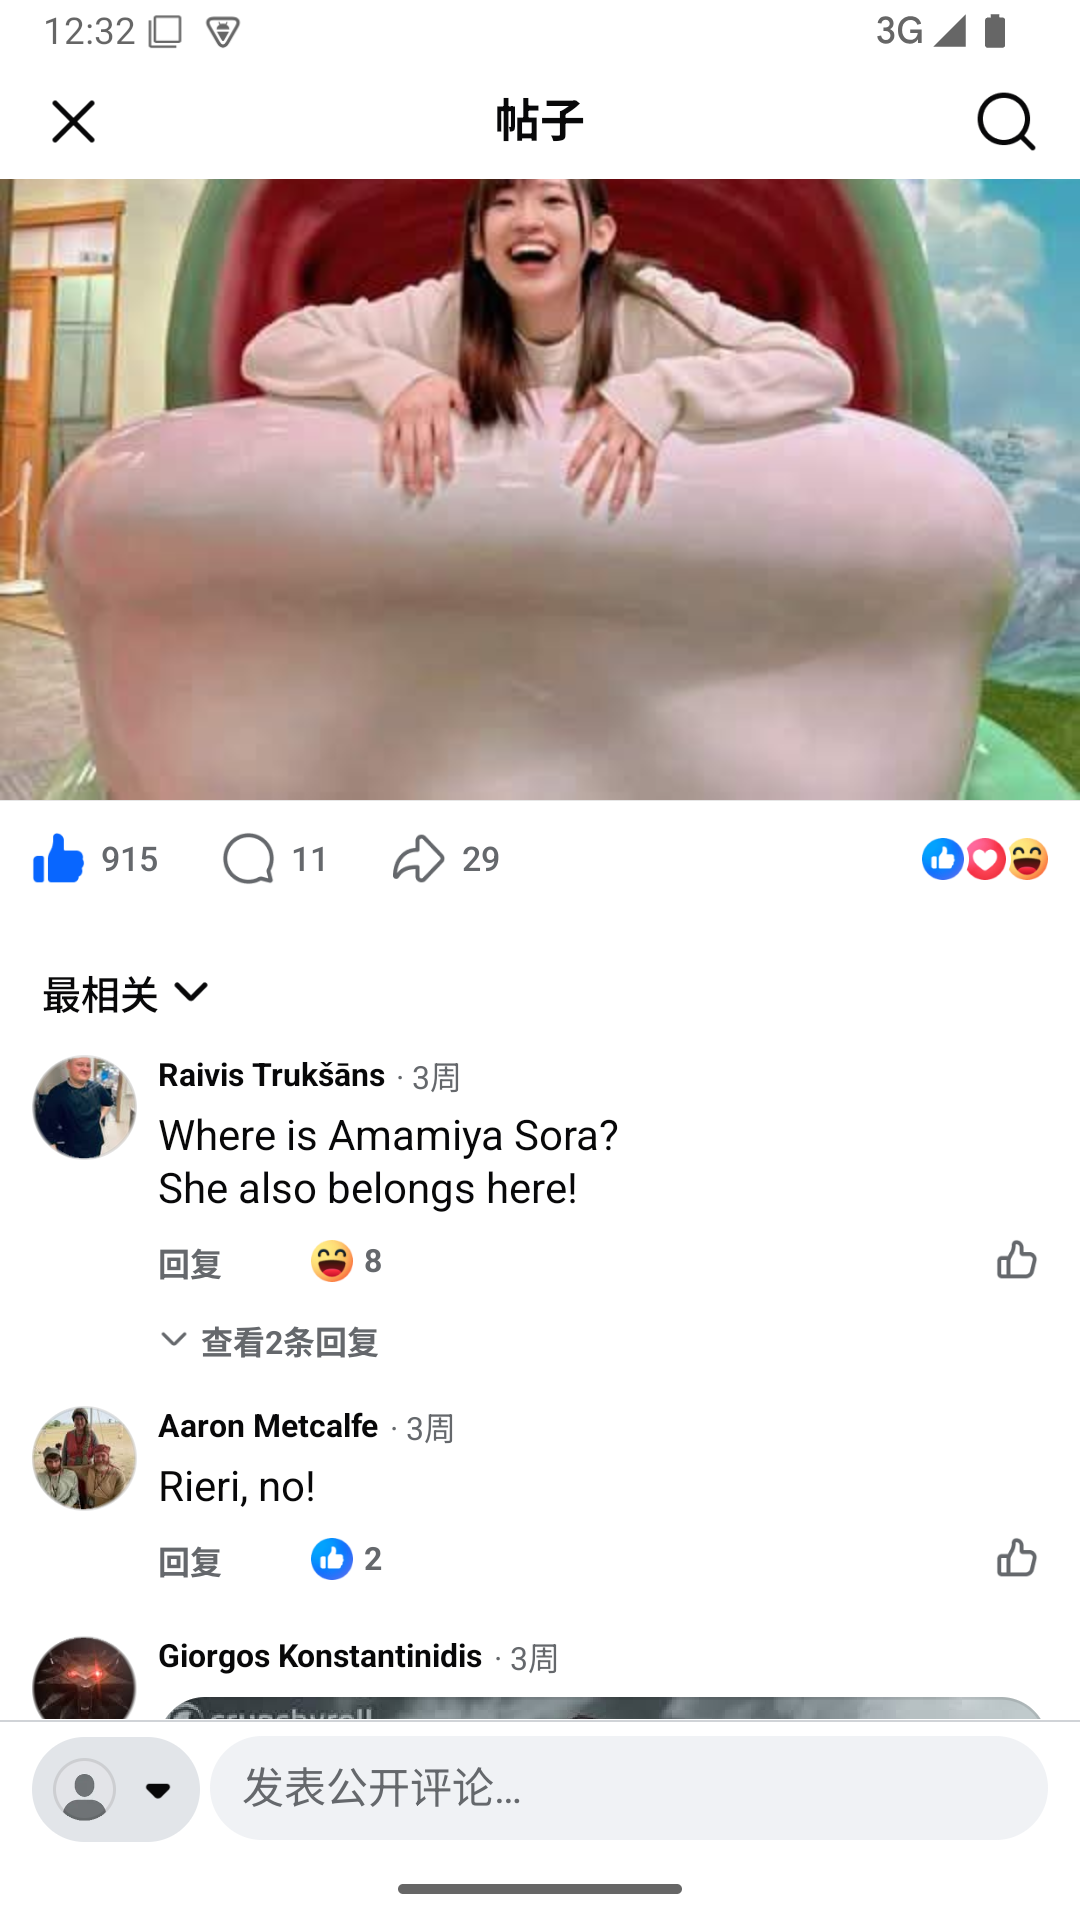 12:32
3G
帖子
915
11
29
最相关
Raivis Trukšāns · 3周
Where is Amamiya Sora?
She also belongs here!
回复
8
查看2条回复
Aaron Metcalfe · 3周
Rieri, no!
回复
2
Giorgos Konstantinidis · 3周
crunchyroll
发表公开评论...